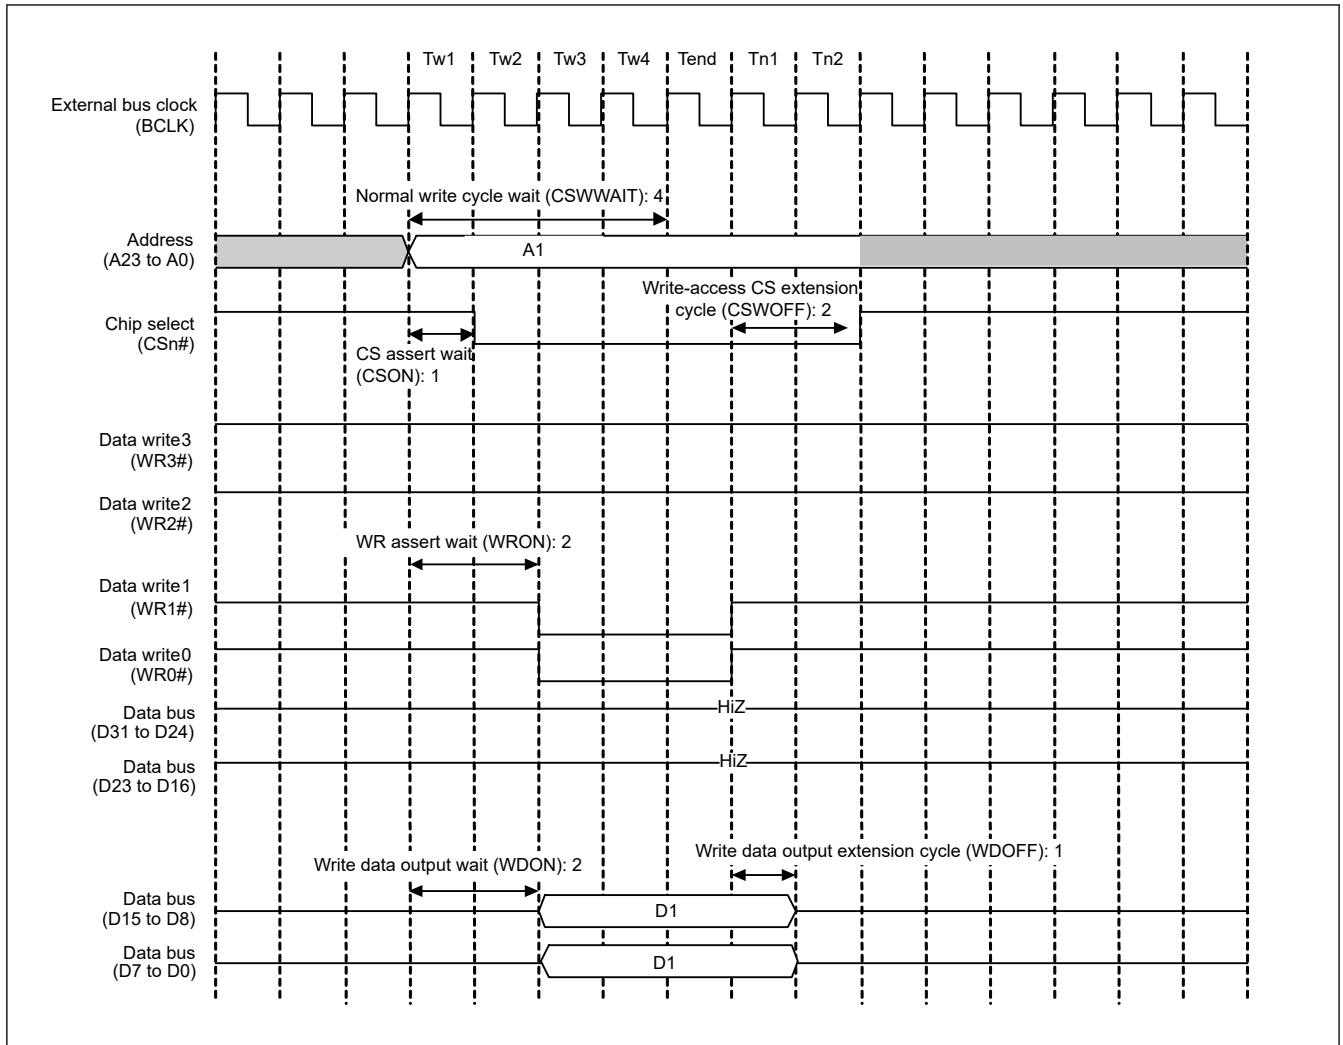 Tw1 Tw2 Tw3 Tw4 Tend Tn1 Tn2
External bus clock
(BCLK)
Normal write cycle wait (CSWWAIT): 4
Address
(A23 to A0)
A1
Write-access CS extension
cycle (CSWOFF): 2
Chip select
(CSn#)
CS assert wait
(CSON): 1
Data write3
(WR3#)
Data write2
(WR2#)
WR assert wait (WRON): 2
Data write1
(WR1#)
Data write0
(WR0#)
Data bus
(D31 to D24)
HiZ
Data bus
(D23 to D16)
HiZ
Write data output extension cycle (WDOFF): 1
Write data output wait (WDON): 2
Data bus
(D15 to D8)
D1
Data bus
(D7 to D0)
D1